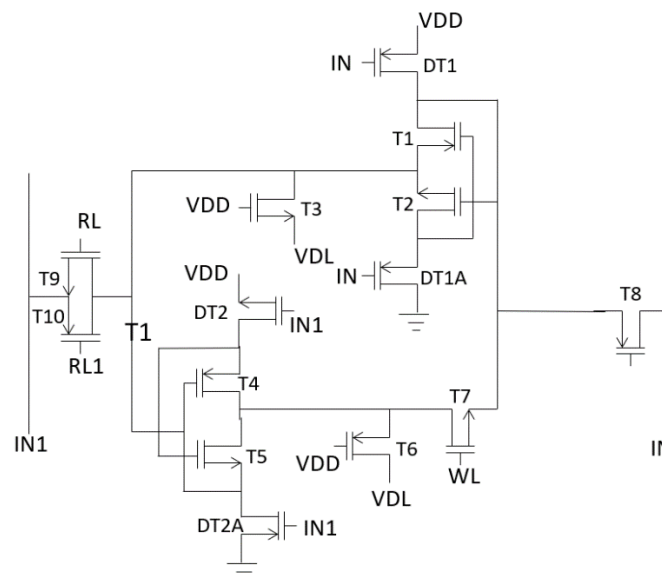 VDD
IN
DT1
T1
VDD
T3
T2
RL
VDL
IN
DT1A
T9
VDD
T8
T10
T1
DT2
IN1
RL1
T4
T7
T5
T6
IN1
VDD
WL
IN
VDL
DT2A
IN1